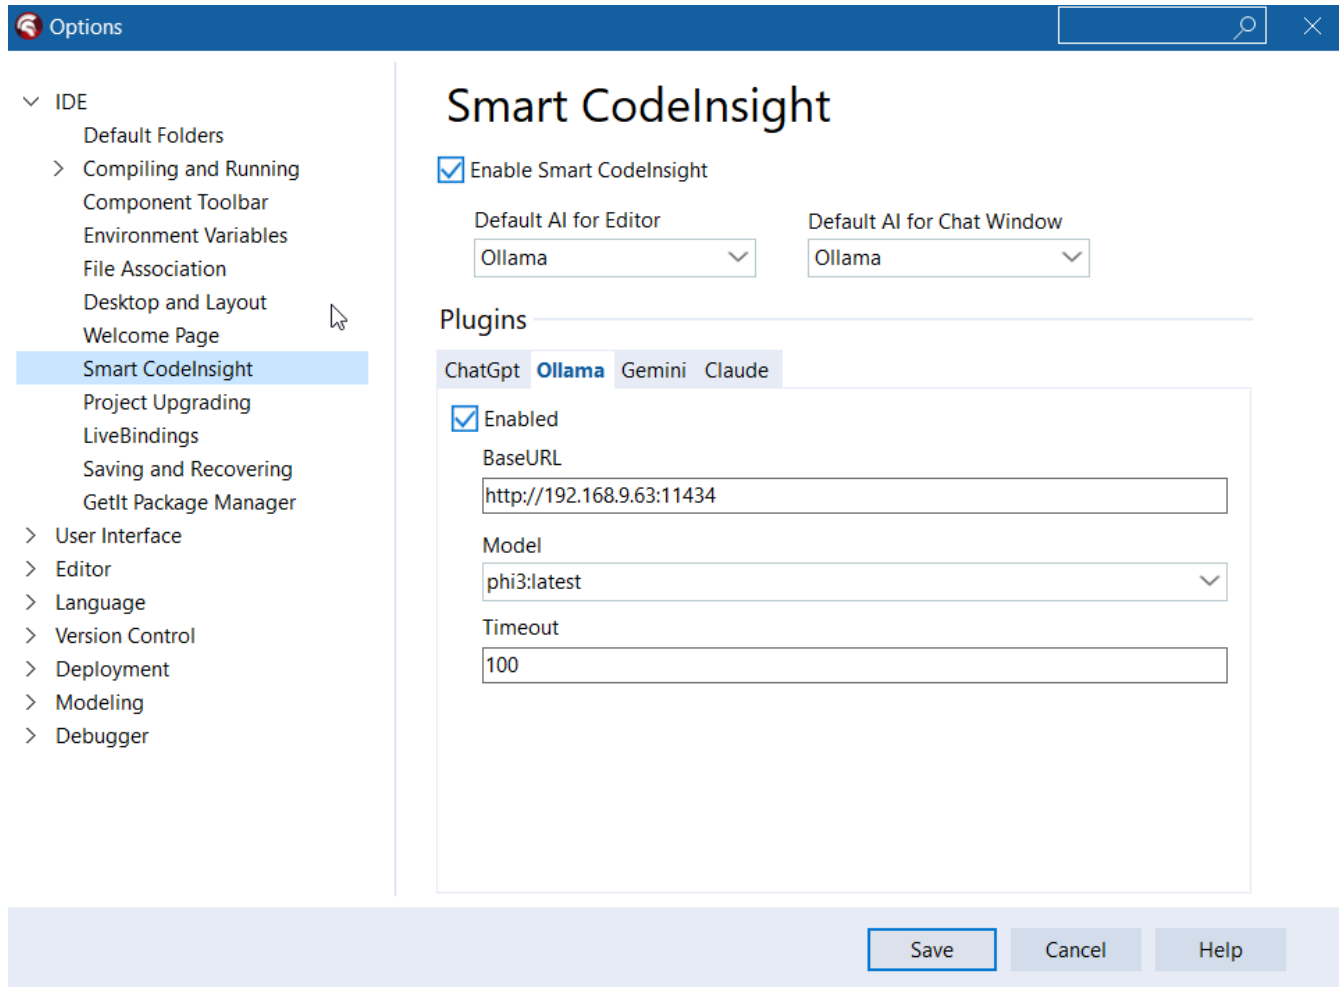 Options
IDE
Default Folders
Compiling and Running
Component Toolbar
Environment Variables
File Association
Desktop and Layout
Welcome Page
Smart CodeInsight
Project Upgrading
LiveBindings
Saving and Recovering
GetIt Package Manager
User Interface
Editor
Language
Version Control
Deployment
Modeling
Debugger
Smart CodeInsight
Enable Smart CodeInsight
Default AI for Editor
Default AI for Chat Window
Ollama
Ollama
Plugins
ChatGpt Ollama Gemini Claude
Enabled
BaseURL
http://192.168.9.63:11434
Model
phi3:latest
Timeout
100
Save Cancel Help